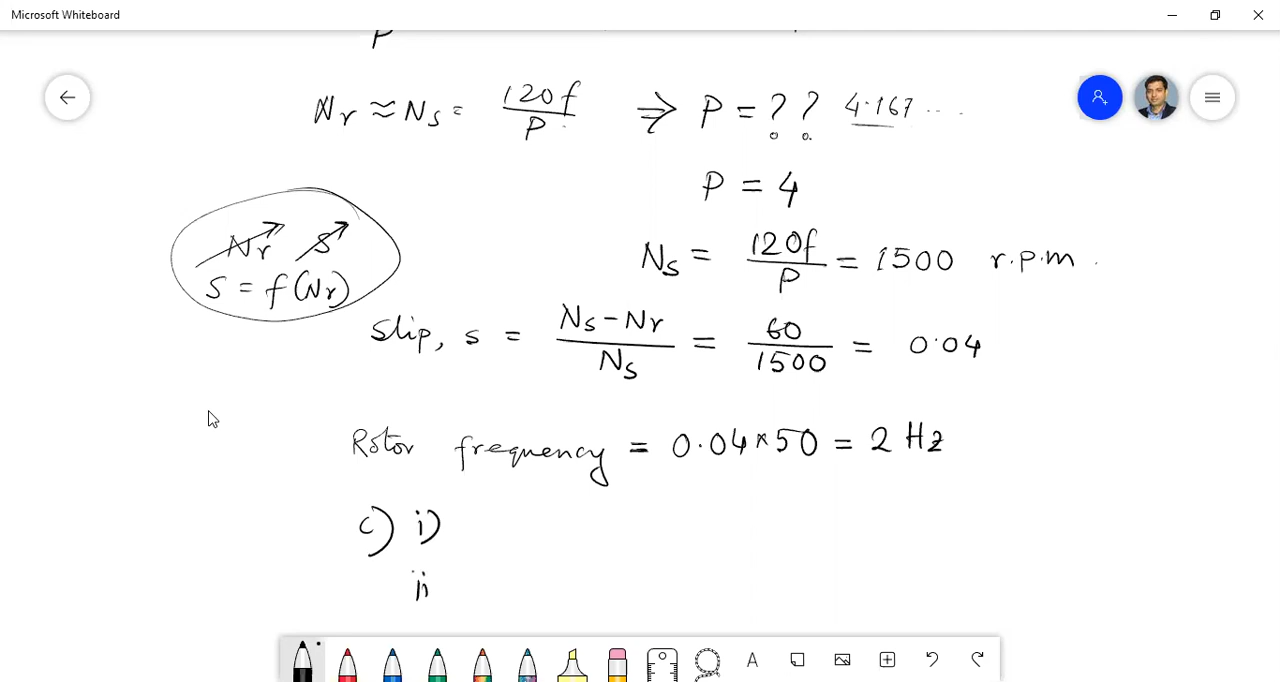 Microsoft Whiteboard
P
Nr ≈ Ns = 120f/P ⇒ P = ?? 4.167 ...
P = 4
Nr S
S = f(Nr)
Ns = 120f/P = 1500 r.p.m.
Slip, s = Ns-Nr/Ns = 60/1500 = 0.04
Rotor frequency = 0.04×50 = 2 Hz
c) i)
ii
A